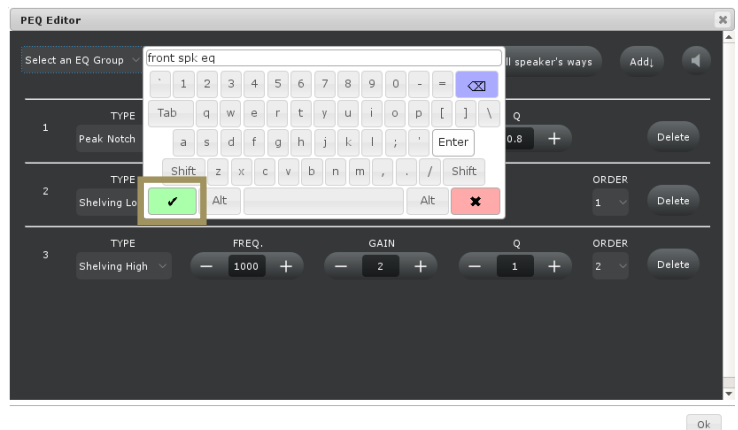 PEQ Editor
Select an EQ Group
front spk eq
ll speaker's ways
Add↓
` 1 2 3 4 5 6 7 8 9 0 - =
Tab q w e r t y u i o p [ ] \
a s d f g h j k l ; ' Enter
Shift z x c v b n m , . / Shift
Alt Alt
1
TYPE
Peak Notch
Q
0.8 +
Delete
2
TYPE
Shelving Lo
ORDER
1
Delete
3
TYPE FREQ. GAIN Q ORDER
Shelving High − 1000 + − 2 + − 1 + 2 Delete
Ok